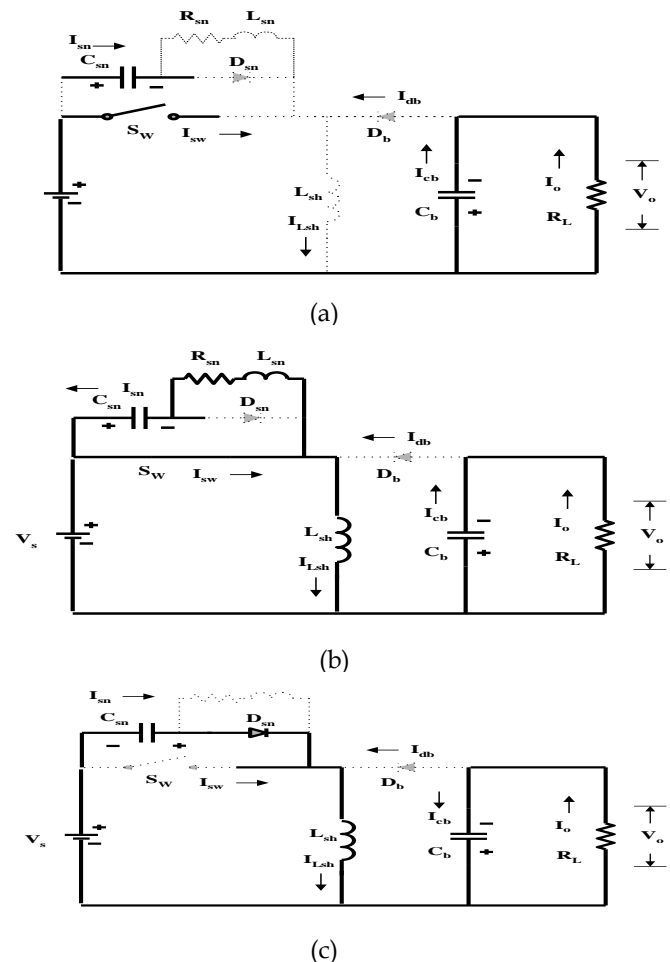 R_sn L_sn
I_sn
C_sn D_sn
+ −
I_db
S_W I_sw D_b
+ −
I_cb − I_o
L_sh V_o
I_Lsh C_b + R_L
(a)
R_sn L_sn
I_sn
C_sn D_sn
+ −
I_db
S_W I_sw D_b
+ I_cb − I_o
V_s − L_sh V_o
I_Lsh C_b + R_L
(b)
I_sn
C_sn D_sn
− +
I_db
S_W I_sw D_b
+ I_cb − I_o
V_s − L_sh V_o
I_Lsh C_b + R_L
(c)